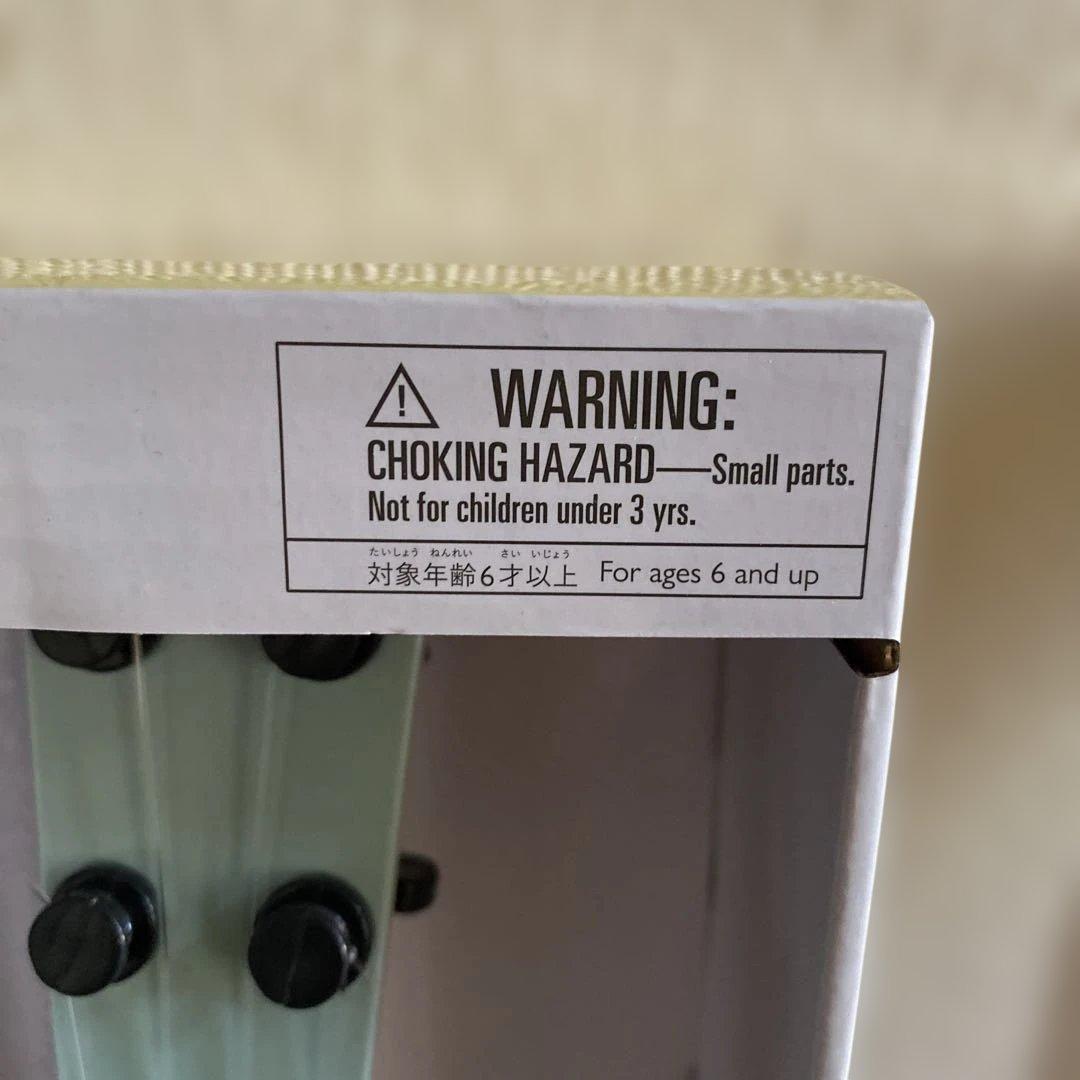 WARNING:
CHOKING HAZARD—Small parts.
Not for children under 3 yrs.
たいしょう ねんれい さい いじょう
対象年齢6才以上 For ages 6 and up